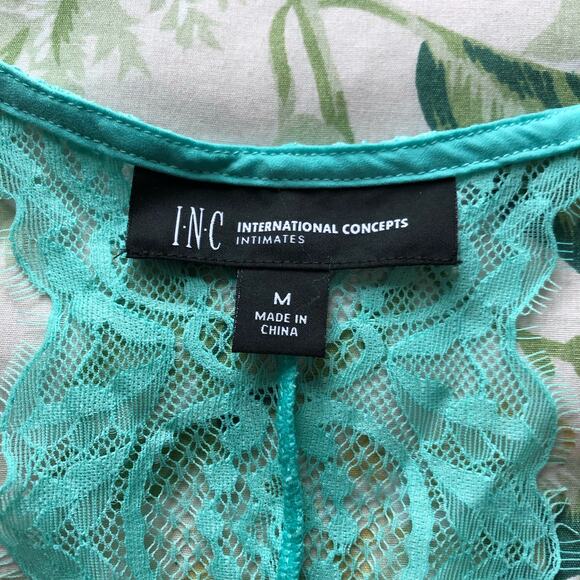 I·N·C INTERNATIONAL CONCEPTS
INTIMATES
M
MADE IN
CHINA